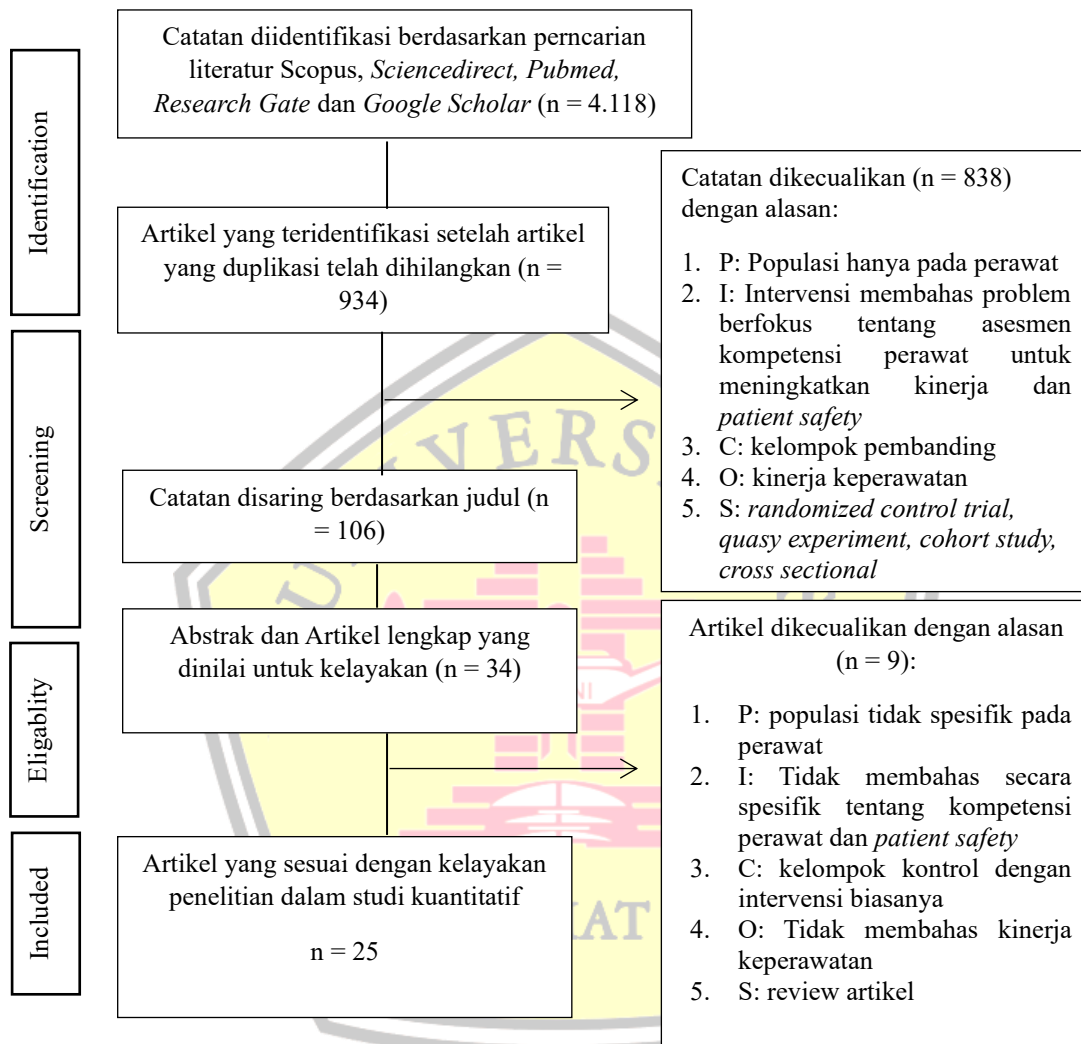 Identification
Catatan diidentifikasi berdasarkan perncarian
literatur Scopus, Sciencedirect, Pubmed,
Research Gate dan Google Scholar (n = 4.118)
Artikel yang teridentifikasi setelah artikel
yang duplikasi telah dihilangkan (n =
934)
Catatan dikecualikan (n = 838)
dengan alasan:
1. P: Populasi hanya pada perawat
2. I: Intervensi membahas problem
berfokus tentang asesmen
kompetensi perawat untuk
meningkatkan kinerja dan
patient safety
3. C: kelompok pembanding
4. O: kinerja keperawatan
5. S: randomized control trial,
quasy experiment, cohort study,
cross sectional
Screening
Catatan disaring berdasarkan judul (n
= 106)
Eligablity
Abstrak dan Artikel lengkap yang
dinilai untuk kelayakan (n = 34)
Artikel dikecualikan dengan alasan
(n = 9):
1. P: populasi tidak spesifik pada
perawat
2. I: Tidak membahas secara
spesifik tentang kompetensi
perawat dan patient safety
3. C: kelompok kontrol dengan
intervensi biasanya
4. O: Tidak membahas kinerja
keperawatan
5. S: review artikel
Included
Artikel yang sesuai dengan kelayakan
penelitian dalam studi kuantitatif
n = 25